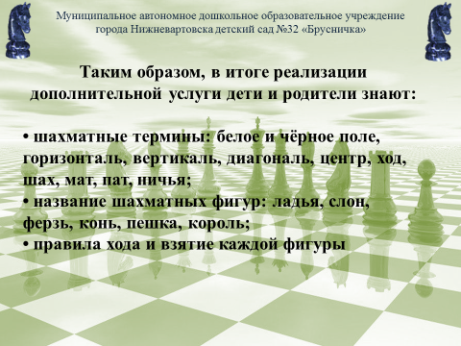 Муниципальное автономное дошкольное образовательное учреждение
города Нижневартовска детский сад №32 «Брусничка»
Таким образом, в итоге реализации
дополнительной услуги дети и родители знают:
• шахматные термины: белое и чёрное поле,
горизонталь, вертикаль, диагональ, центр, ход,
шах, мат, пат, ничья;
• название шахматных фигур: ладья, слон,
ферзь, конь, пешка, король;
• правила хода и взятие каждой фигуры